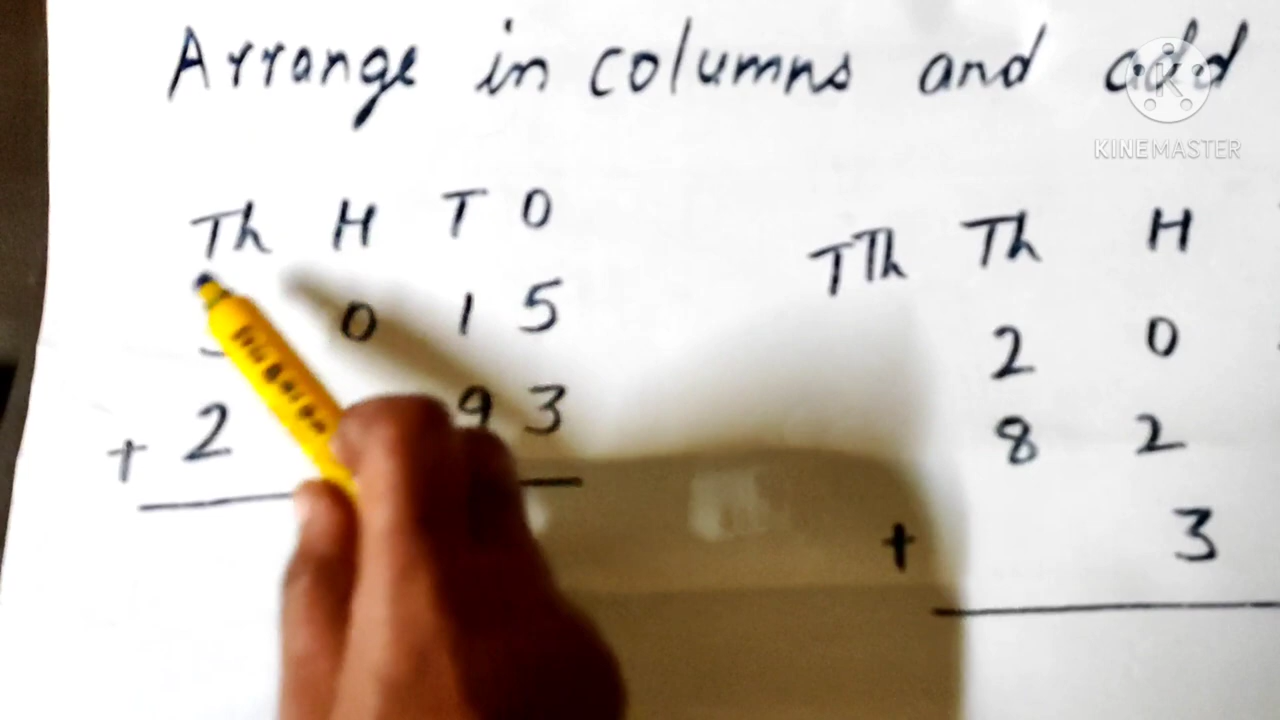 Arrange in columns and add
KINEMASTER
Th H T O
0 1 5
+ 2 9 3
TTh Th H
2 0
8 2
+ 3